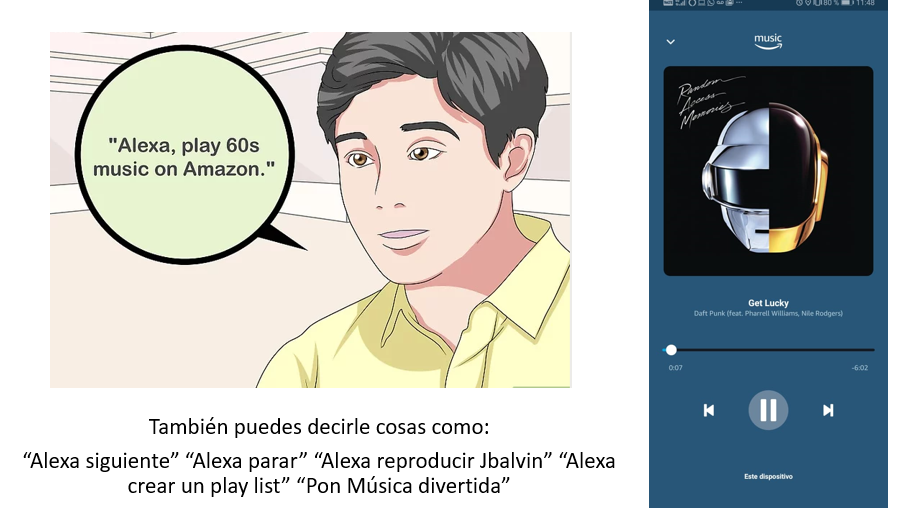 "Alexa, play 60s
music on Amazon."
También puedes decirle cosas como:
“Alexa siguiente” “Alexa parar” “Alexa reproducir Jbalvin” “Alexa
crear un play list” “Pon Música divertida”
80 % 11:48
music
Random
Access
Memories
Get Lucky
Daft Punk (feat. Pharrell Williams, Nile Rodgers)
0:07 -6:02
Este dispositivo